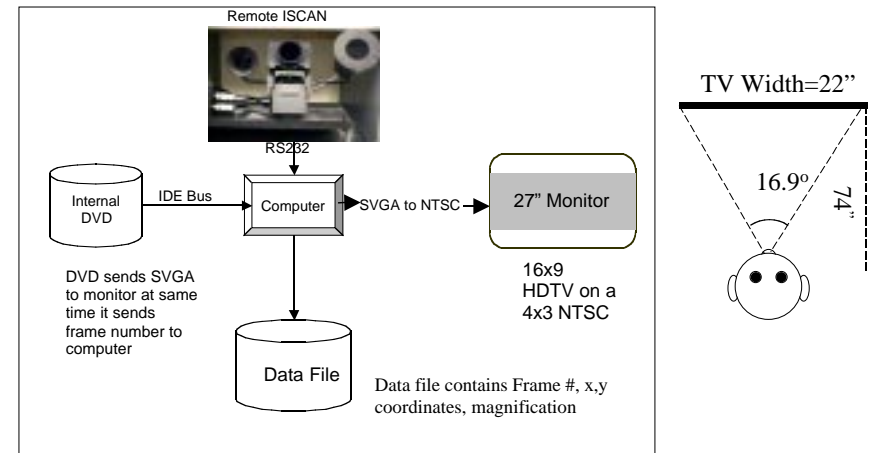 Remote ISCAN
RS232
Internal
DVD
IDE Bus
Computer
SVGA to NTSC
27” Monitor
DVD sends SVGA
to monitor at same
time it sends
frame number to
computer
16x9
HDTV on a
4x3 NTSC
Data File
Data file contains Frame #, x,y
coordinates, magnification
TV Width=22”
16.9º
74”